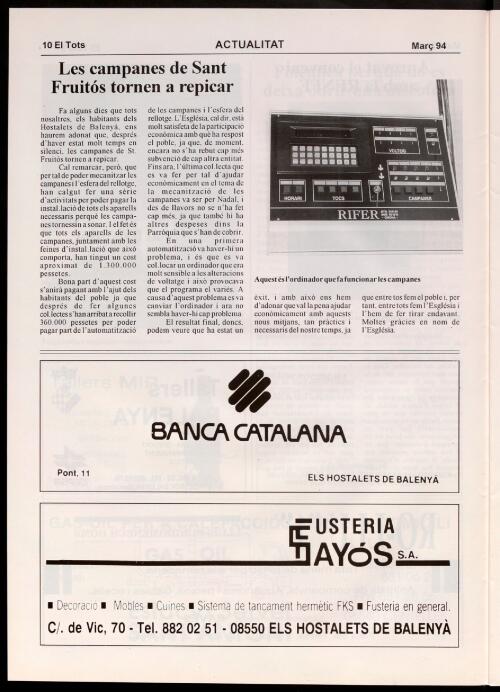 10 El Tots
ACTUALITAT
Març 94
Les campanes de Sant
Fruitós tornen a repicar
Fa alguns dies que tots
nosaltres, els habitants dels
Hostalets de Balenyà, ens
haurem adonat que, després
d'haver estat molt temps en
silenci, les campanes de St.
Fruitós tornen a repicar.
Cal remarcar, però, que
per tal de poder mecanitzar les
campanes i l'esfera del rellotge,
han calgut fer una sèrie
d'activitats per poder pagar la
instal.lació de tots els aparells
necessaris perquè les campa-
nes tornessin a sonar. I el fet és
que tots els aparells de les
campanes, juntament amb les
feines d'instal.lació que això
comporta, han tingut un cost
aproximat de 1.300.000
pessetes.
Bona part d'aquest cost
s'anirà pagant amb l'ajut dels
habitants del poble ja que
després de fer algunes
col.lectes s'han arribat a recollir
360.000 pessetes per poder
pagar part de l'automatització
de les campanes i l'esfera del
rellotge. L'Església, cal dir, està
molt satisfeta de la participació
econòmica amb què ha respost
el poble, ja que, de moment,
encara no s'ha rebut cap més
subvenció de cap altra entitat.
Fins ara, l'última col.lecta que
es va fer per tal d'ajudar
econòmicament en el tema de
la mecanització de les
campanes va ser per Nadal, i
des de llavors no se n'ha fet
cap més, ja que també hi ha
altres despeses dins la
Parròquia que s'han de cobrir.
En una primera
automatització va haver-hi un
problema, i és que es va
col.locar un ordinador que era
molt sensible a les alteracions
de voltatge i això provocava
que el programa el variés. A
causa d'aquest problema es va
canviar l'ordinador i ara no
sembla haver-hi cap problema.
El resultat final, doncs,
podem veure que ha estat un
VOLTEIG
HORARI
TOCS
CAMPANAR
RIFER
Aquest és l'ordinador que fa funcionar les campanes
èxit, i amb això ens hem
d'adonar que val la pena ajudar
econòmicament amb aquests
nous mitjans, tan pràctics i
necessaris del nostre temps, ja
que entre tos fem el poble i, per
tant, entre tots fem l'Església i
l'hem de fer tirar endavant.
Moltes gràcies en nom de
l'Església.
BANCA CATALANA
Pont, 11
ELS HOSTALETS DE BALENYÀ
FUSTERIA
FAYÓS S.A.
■ Decoració ■ Mobles ■ Cuines ■ Sistema de tancament hermètic FKS ■ Fusteria en general.
C/. de Vic, 70 - Tel. 882 02 51 - 08550 ELS HOSTALETS DE BALENYÀ